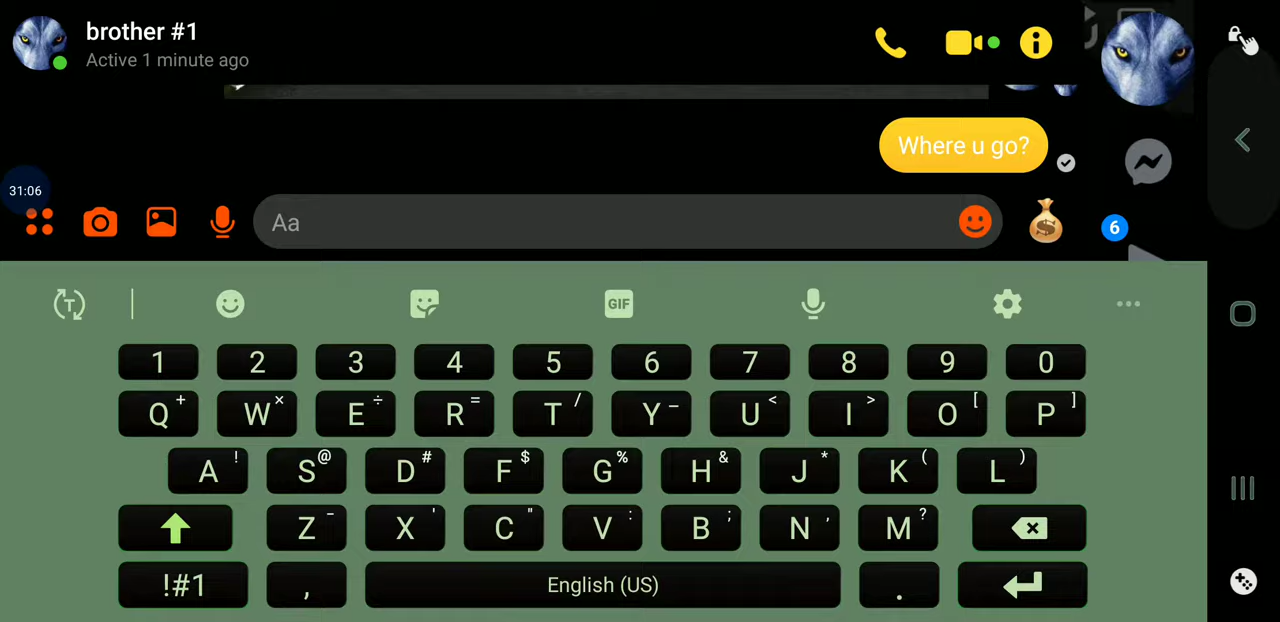 brother #1
Active 1 minute ago
Where u go?
31:06
Aa
6
GIF
1 2 3 4 5 6 7 8 9 0
Q + W × E ÷ R = T / Y – U < I > O [ P ]
A ! S @ D # F $ G % H & J * K ( L )
Z - X ' C " V : B ; N , M ?
!#1 , English (US) .